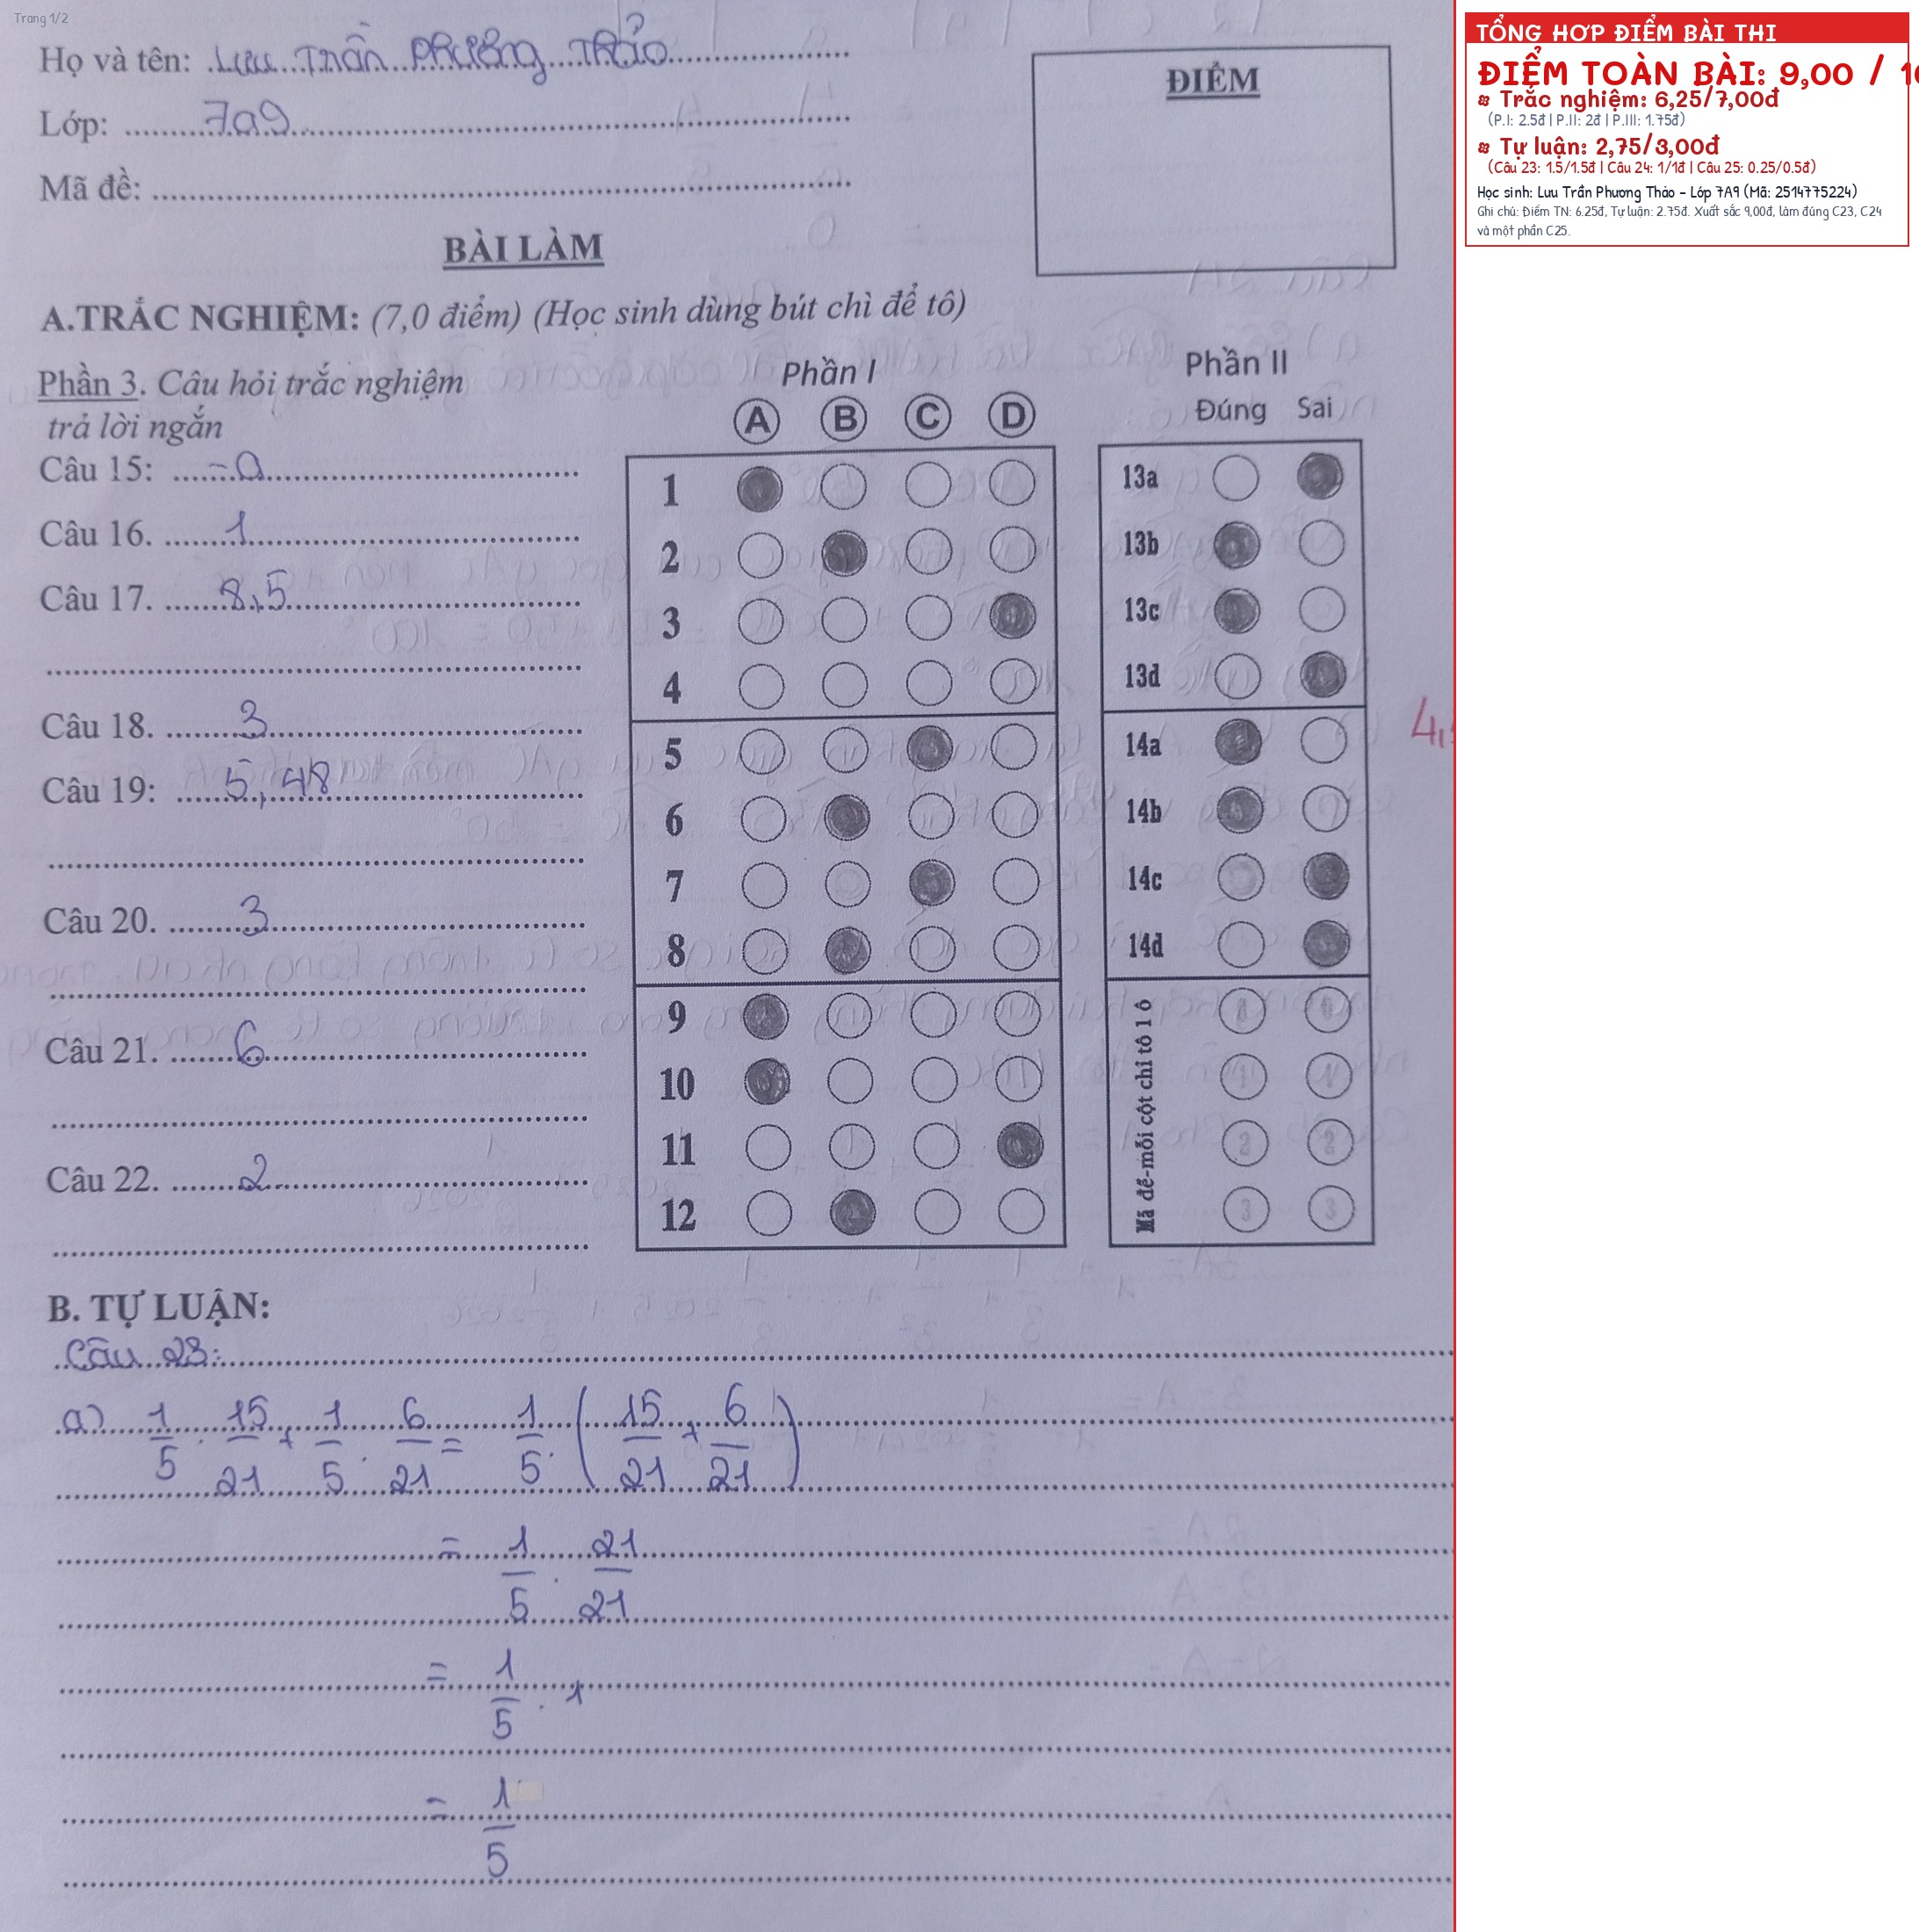 Trang 1/2
Họ và tên: Lưu Trần Phương Thảo
Lớp: 7a9
Mã đề:
ĐIỂM
BÀI LÀM
A.TRẮC NGHIỆM: (7,0 điểm) (Học sinh dùng bút chì để tô)
Phần 3. Câu hỏi trắc nghiệm
trả lời ngắn
Câu 15: -a
Câu 16. 1
Câu 17. 8,5
Câu 18. 3
Câu 19: 5,48
Câu 20. 3
Câu 21. 6
Câu 22. 2
Phần I
A B C D
1
2
3
4
5
6
7
8
9
10
11
12
Phần II
Đúng Sai
13a
13b
13c
13d
14a
14b
14c
14d
Mã đề-mỗi cột chỉ tô 1 ô
0 0
1 1
2 2
3 3
B. TỰ LUẬN:
Câu 23:
a) 1/5 . 15/21 + 1/5 . 6/21 = 1/5 . (15/21 + 6/21)
= 1/5 . 21/21
= 1/5 . 1
= 1/5
TỔNG HỢP ĐIỂM BÀI THI
ĐIỂM TOÀN BÀI: 9,00 / 1
Trắc nghiệm: 6,25/7,00đ
(P.I: 2.5đ | P.II: 2đ | P.III: 1.75đ)
Tự luận: 2,75/3,00đ
(Câu 23: 1.5/1.5đ | Câu 24: 1/1đ | Câu 25: 0.25/0.5đ)
Học sinh: Lưu Trần Phương Thảo - Lớp 7A9 (Mã: 2514775224)
Ghi chú: Điểm TN: 6.25đ, Tự luận: 2.75đ. Xuất sắc 9,00đ, làm đúng C23, C24
và một phần C25.